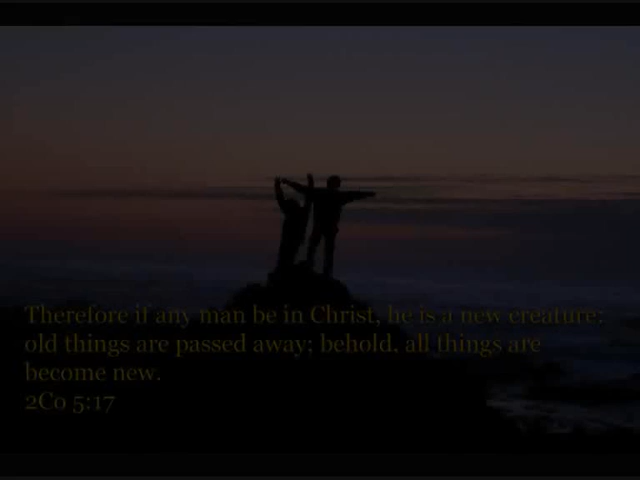 Therefore if any man be in Christ, he is a new creature:
old things are passed away; behold, all things are
become new.
2Co 5:17